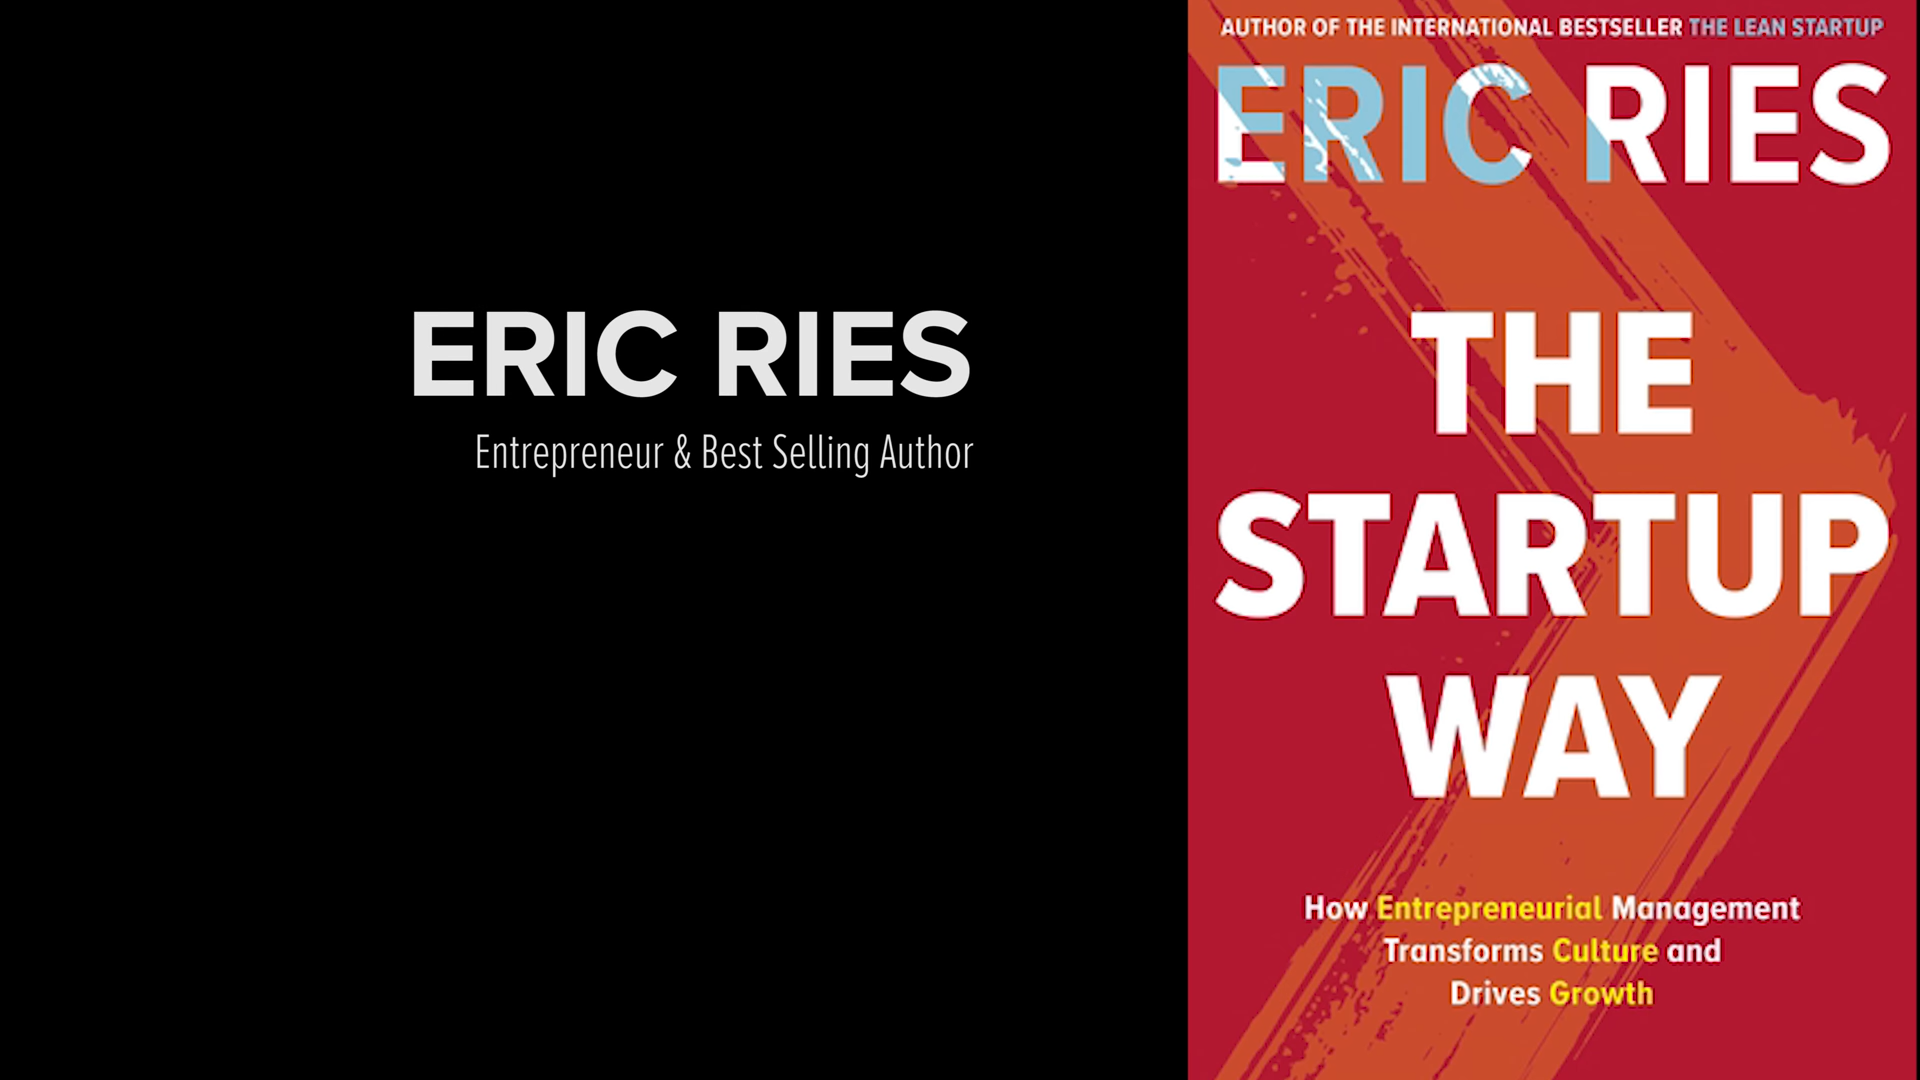 ERIC RIES
Entrepreneur & Best Selling Author
AUTHOR OF THE INTERNATIONAL BESTSELLER THE LEAN STARTUP
ERIC RIES
THE
STARTUP
WAY
How Entrepreneurial Management
Transforms Culture and
Drives Growth